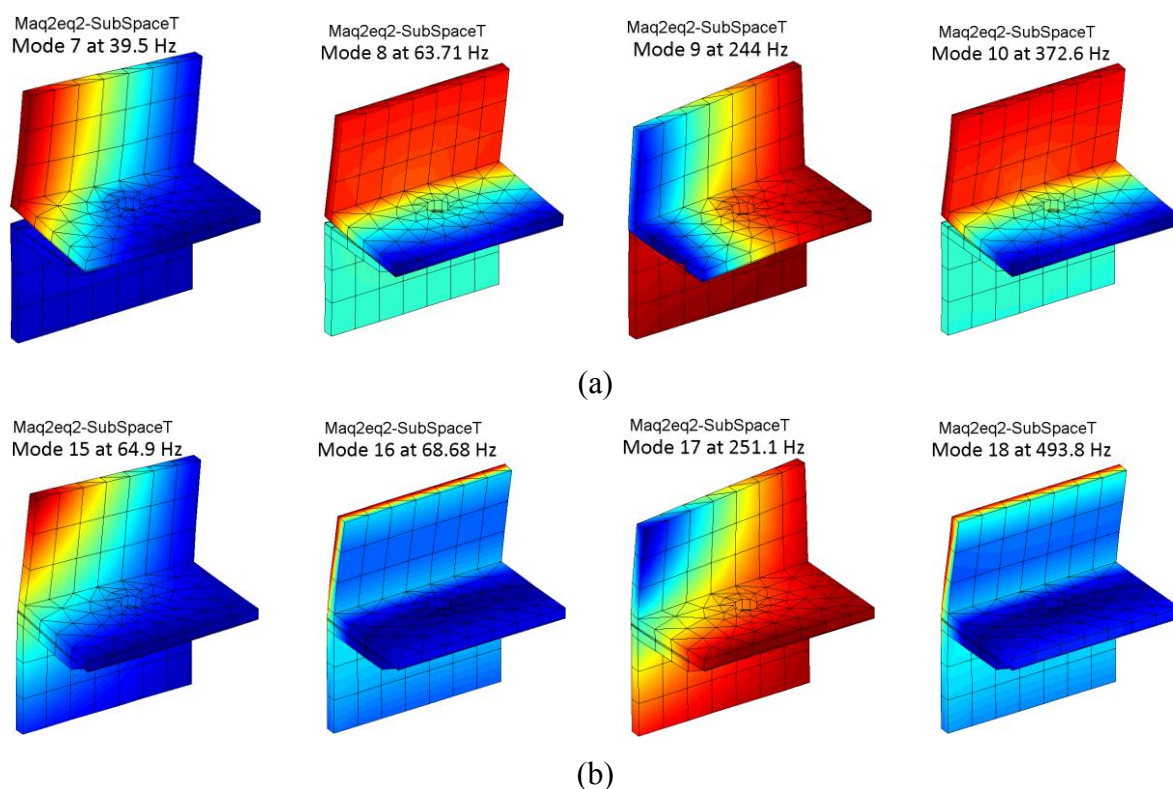 Maq2eq2-SubSpaceT
Mode 7 at 39.5 Hz
Maq2eq2-SubSpaceT
Mode 8 at 63.71 Hz
Maq2eq2-SubSpaceT
Mode 9 at 244 Hz
Maq2eq2-SubSpaceT
Mode 10 at 372.6 Hz
(a)
Maq2eq2-SubSpaceT
Mode 15 at 64.9 Hz
Maq2eq2-SubSpaceT
Mode 16 at 68.68 Hz
Maq2eq2-SubSpaceT
Mode 17 at 251.1 Hz
Maq2eq2-SubSpaceT
Mode 18 at 493.8 Hz
(b)